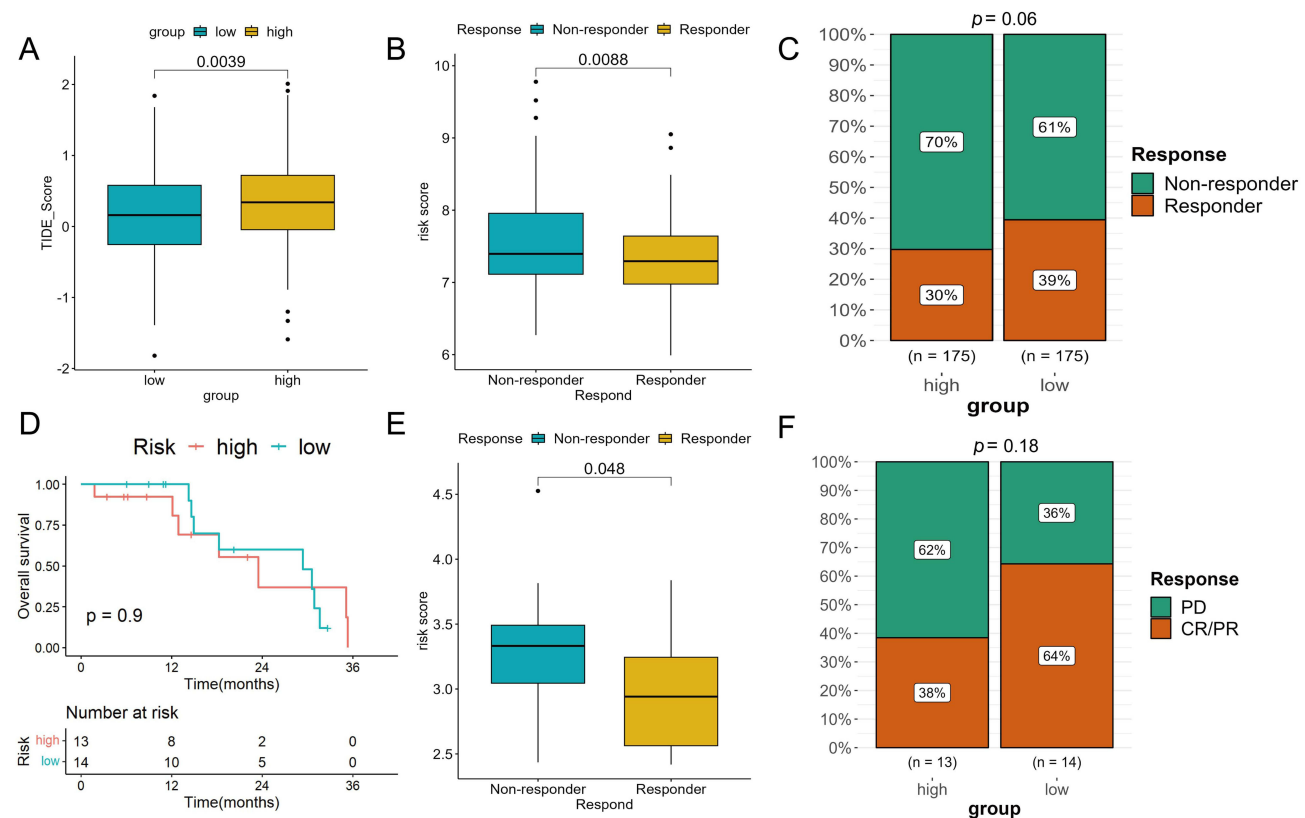 A
group low high
0.0039
2
1
0
-1
-2
TIDE_Score
low high
group
B
Response Non-responder Responder
0.0088
10
9
8
7
6
risk score
Non-responder Responder
Respond
C
p = 0.06
100%
90%
80%
70%
60%
50%
40%
30%
20%
10%
0%
70%
61%
30%
39%
(n = 175) (n = 175)
high low
group
Response
Non-responder
Responder
D
Risk high low
1.00
0.75
0.50
0.25
0.00
Overall survival
p = 0.9
0 12 24 36
Time(months)
Number at risk
Risk
high 13 8 2 0
low 14 10 5 0
0 12 24 36
Time(months)
E
Response Non-responder Responder
0.048
4.5
4.0
3.5
3.0
2.5
risk score
Non-responder Responder
Respond
F
p = 0.18
100%
90%
80%
70%
60%
50%
40%
30%
20%
10%
0%
62%
36%
38%
64%
(n = 13) (n = 14)
high low
group
Response
PD
CR/PR